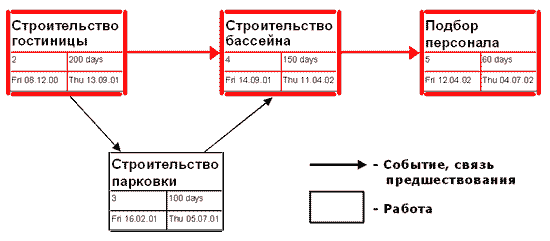 Строительство
гостиницы
2 200 days
Fri 08.12.00 Thu 13.09.01
Строительство
бассейна
4 150 days
Fri 14.09.01 Thu 11.04.02
Подбор
персонала
5 60 days
Fri 12.04.02 Thu 04.07.02
Строительство
парковки
3 100 days
Fri 16.02.01 Thu 05.07.01
- Событие, связь
предшествования
- Работа